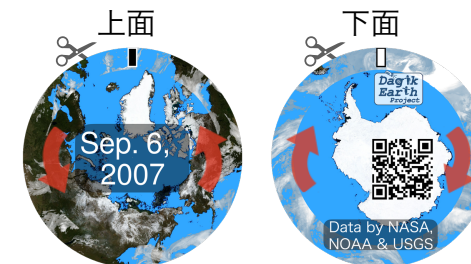 上面
下面
Sep. 6,
2007
Dagik
Earth
Project
Data by NASA,
NOAA & USGS